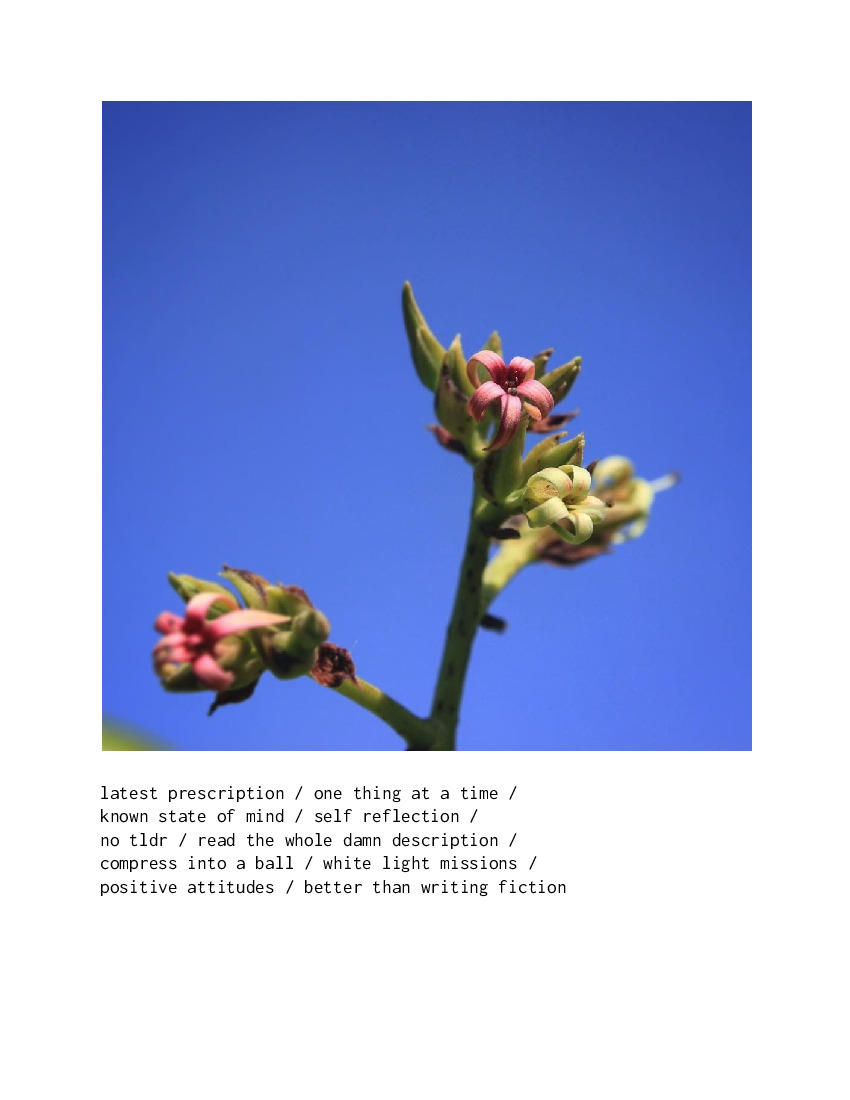 latest prescription / one thing at a time /
known state of mind / self reflection /
no tldr / read the whole damn description /
compress into a ball / white light missions /
positive attitudes / better than writing fiction